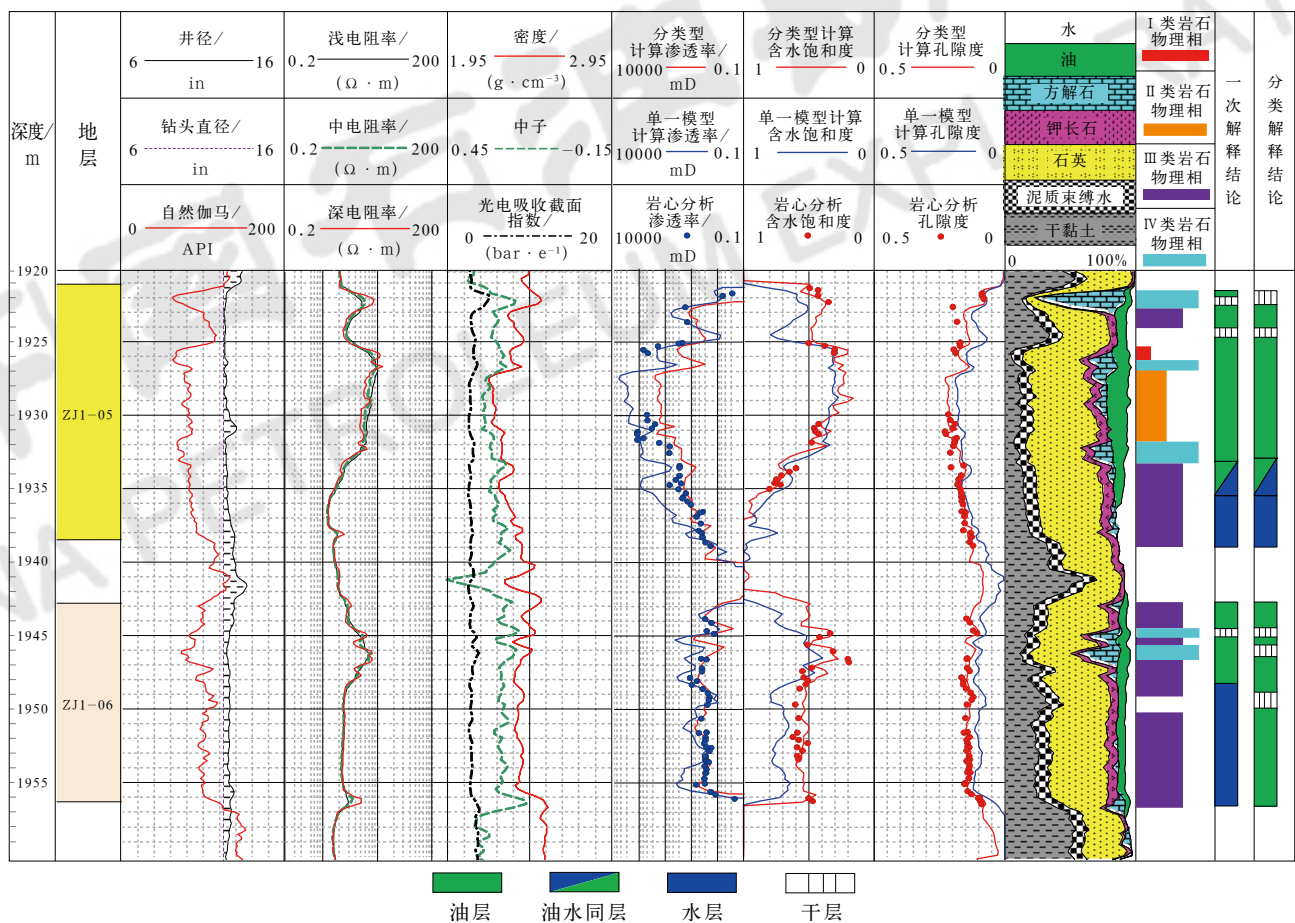 深度/
m
地
层
井径/
6 16
in
钻头直径/
6 16
in
自然伽马/
0 200
API
浅电阻率/
0.2 200
(Ω · m)
中电阻率/
0.2 200
(Ω · m)
深电阻率/
0.2 200
(Ω · m)
密度/
1.95 2.95
(g · cm⁻³)
中子
0.45 −0.15
光电吸收截面
指数/
0 20
(bar · e⁻¹)
分类型
计算渗透率/
10000 0.1
mD
单一模型
计算渗透率/
10000 0.1
mD
岩心分析
渗透率/
10000 0.1
mD
分类型计算
含水饱和度
1 0
单一模型计算
含水饱和度
1 0
岩心分析
含水饱和度
1 0
分类型
计算孔隙度
0.5 0
单一模型
计算孔隙度
0.5 0
岩心分析
孔隙度
0.5 0
水
油
方解石
钾长石
石英
泥质束缚水
干黏土
0 100%
Ⅰ类岩石
物理相
Ⅱ类岩石
物理相
Ⅲ类岩石
物理相
Ⅳ类岩石
物理相
一次解释结论
分类解释结论
1920
1925
1930
1935
1940
1945
1950
1955
ZJ1-05
ZJ1-06
油层
油水同层
水层
干层